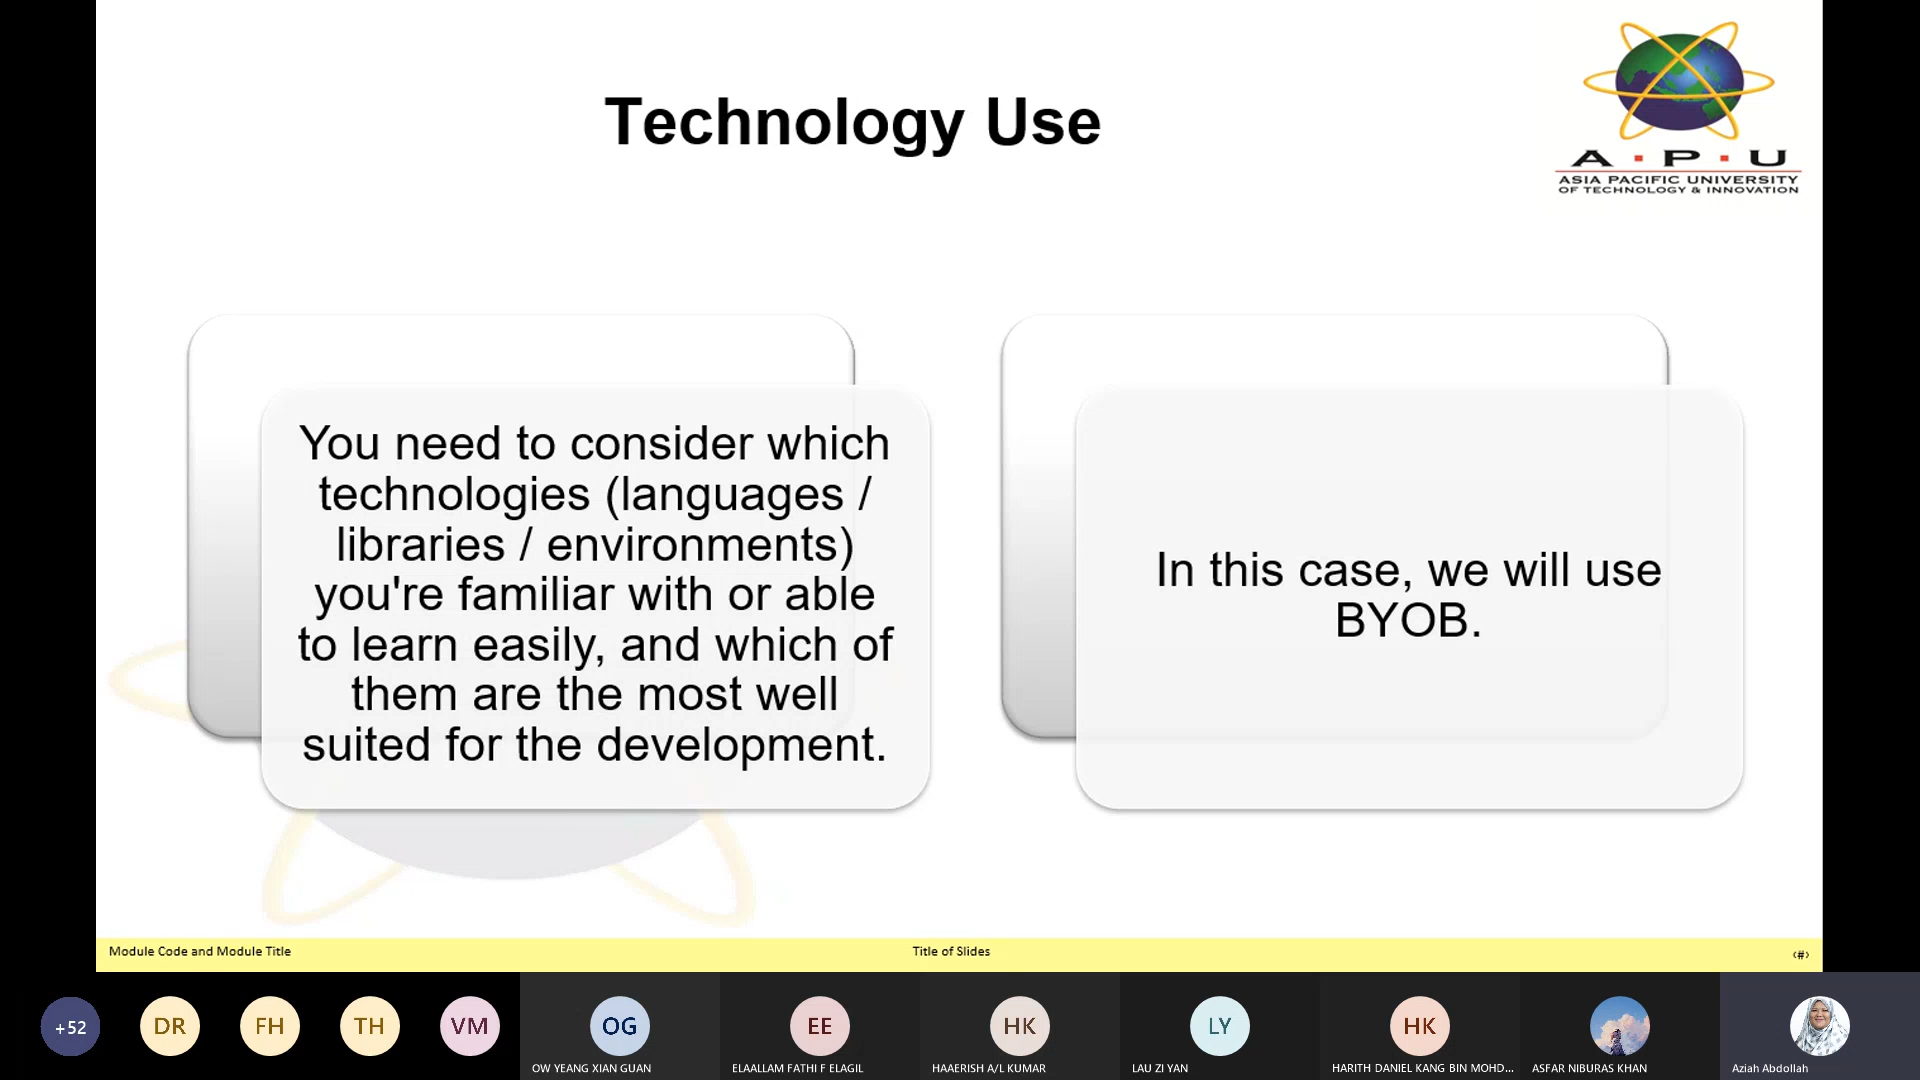 Technology Use
A · P · U
ASIA PACIFIC UNIVERSITY
OF TECHNOLOGY & INNOVATION
You need to consider which
technologies (languages /
libraries / environments)
you're familiar with or able
to learn easily, and which of
them are the most well
suited for the development.
In this case, we will use
BYOB.
Module Code and Module Title
Title of Slides
‹#›
+52
DR
FH
TH
VM
OG
EE
HK
LY
HK
OW YEANG XIAN GUAN
ELAALLAM FATHI F ELAGIL
HAAERISH A/L KUMAR
LAU ZI YAN
HARITH DANIEL KANG BIN MOHD...
ASFAR NIBURAS KHAN
Aziah Abdollah